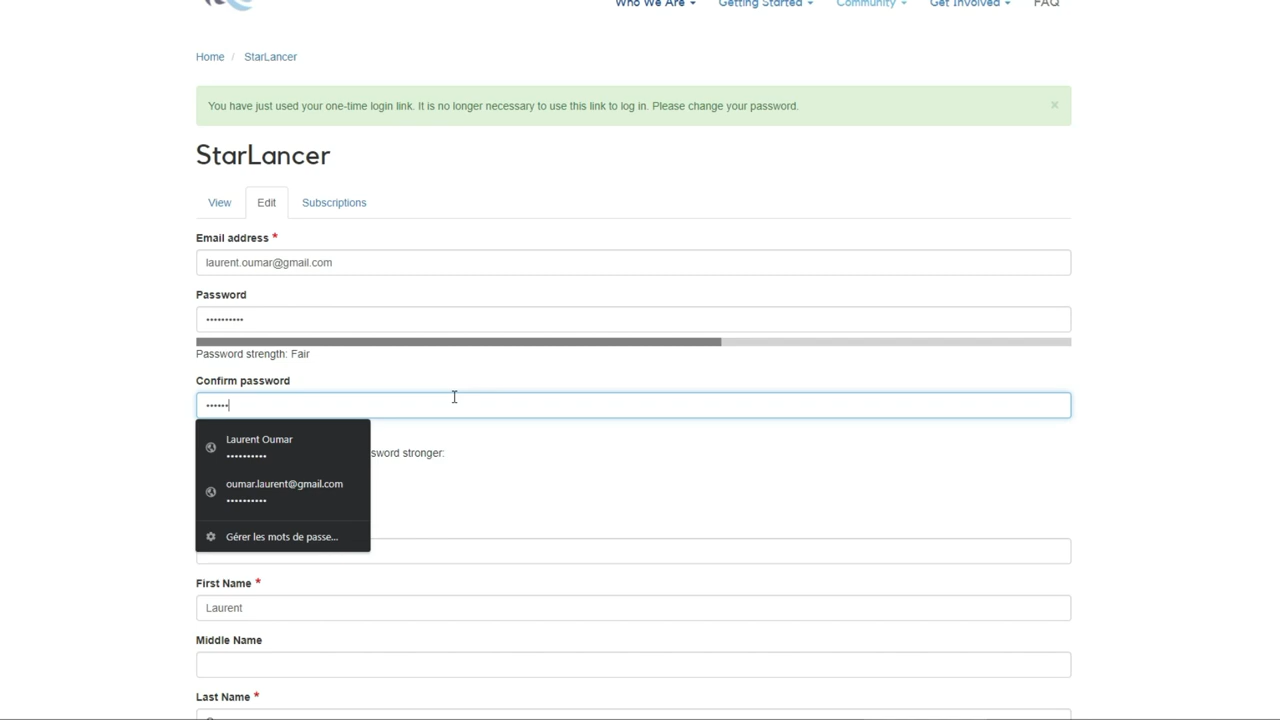 Who We Are
Getting Started
Community
Get Involved
FAQ
Home / StarLancer
You have just used your one-time login link. It is no longer necessary to use this link to log in. Please change your password.
×
StarLancer
View
Edit
Subscriptions
Email address *
laurent.oumar@gmail.com
Password
••••••••••
Password strength: Fair
Confirm password
••••••
Laurent Oumar
••••••••••
sword stronger:
oumar.laurent@gmail.com
••••••••••
Gérer les mots de passe...
First Name *
Laurent
Middle Name
Last Name *